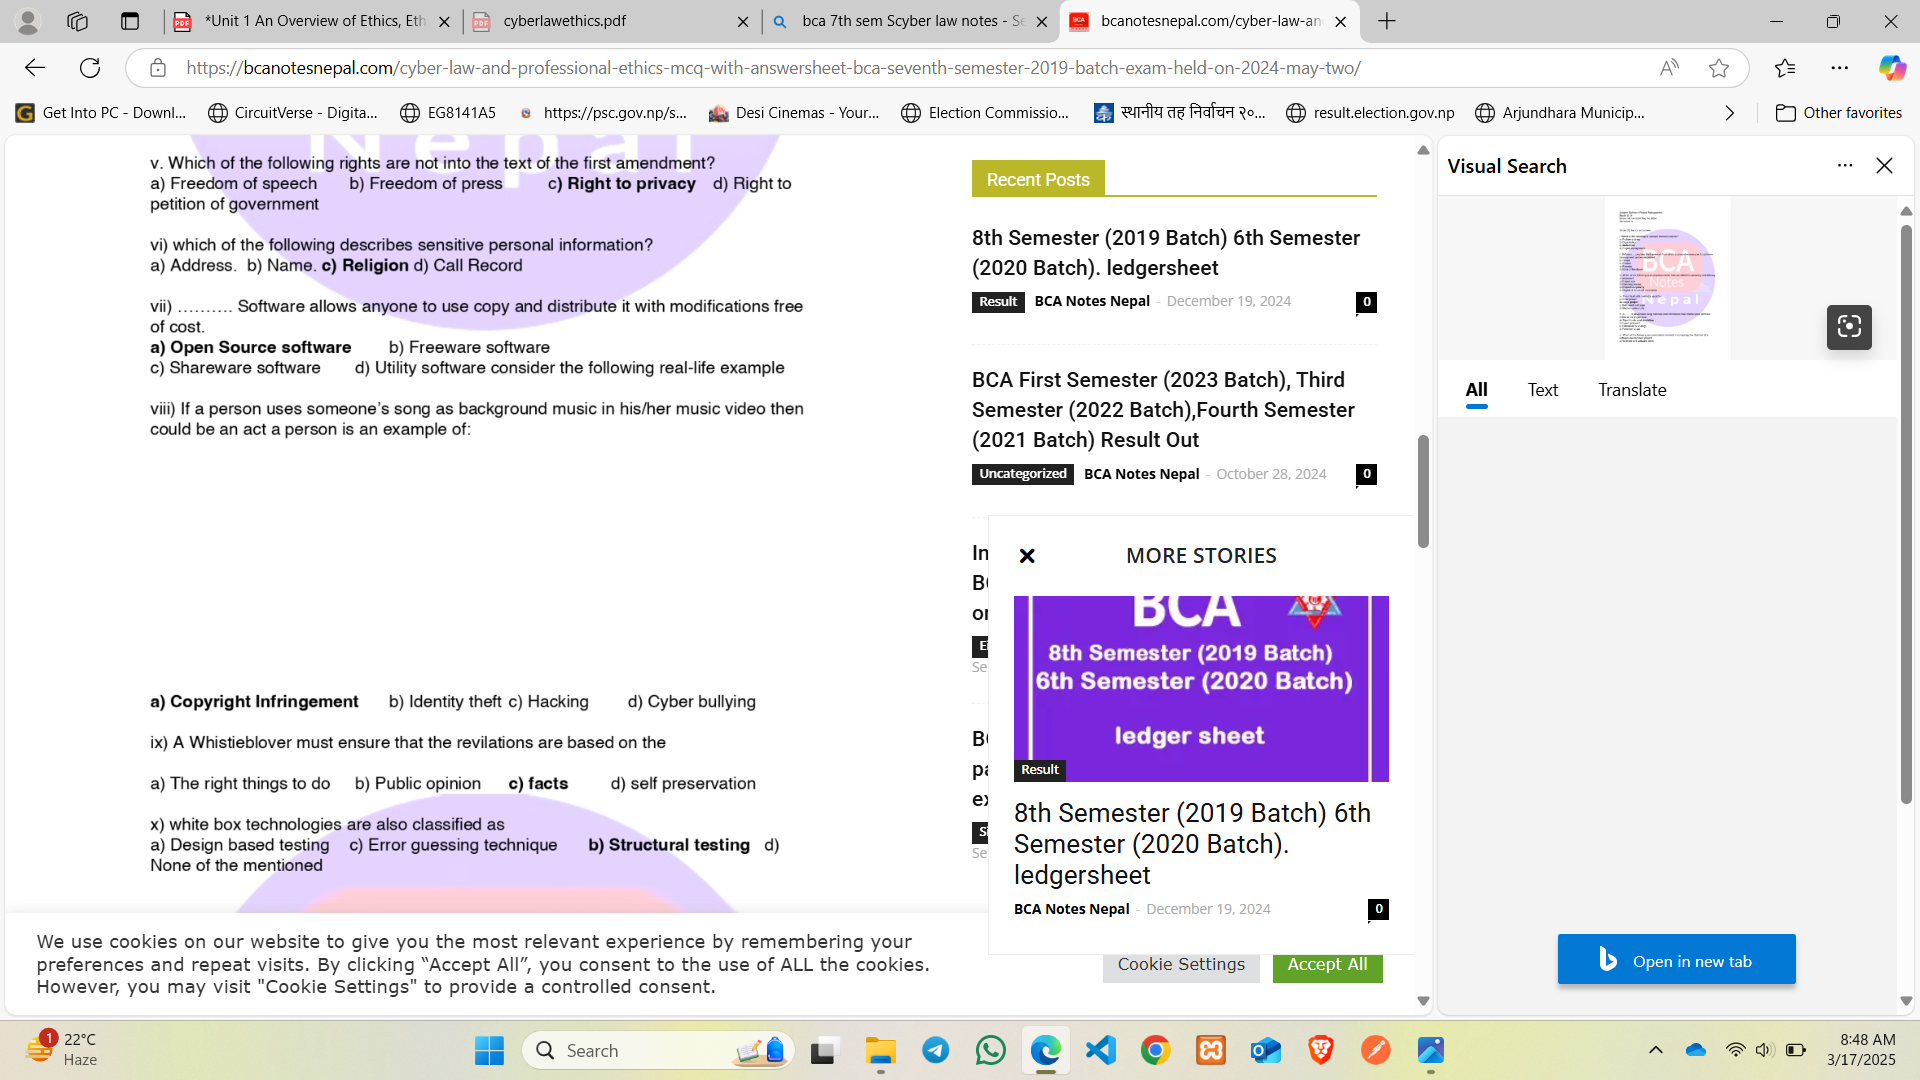 *Unit 1 An Overview of Ethics, Eth
cyberlawethics.pdf
bca 7th sem Scyber law notes - Se
bcanotesnepal.com/cyber-law-an
https://bcanotesnepal.com/cyber-law-and-professional-ethics-mcq-with-answersheet-bca-seventh-semester-2019-batch-exam-held-on-2024-may-two/
Get Into PC - Downl...
CircuitVerse - Digita...
EG8141A5
https://psc.gov.np/s...
Desi Cinemas - Your...
Election Commissio...
स्थानीय तह निर्वाचन २०...
result.election.gov.np
Arjundhara Municip...
Other favorites
Nepal
v. Which of the following rights are not into the text of the first amendment?
a) Freedom of speech b) Freedom of press c) Right to privacy d) Right to
petition of government
vi) which of the following describes sensitive personal information?
a) Address. b) Name. c) Religion d) Call Record
vii) .......... Software allows anyone to use copy and distribute it with modifications free
of cost.
a) Open Source software b) Freeware software
c) Shareware software d) Utility software consider the following real-life example
viii) If a person uses someone's song as background music in his/her music video then
could be an act a person is an example of:
a) Copyright Infringement b) Identity theft c) Hacking d) Cyber bullying
ix) A Whistieblover must ensure that the revilations are based on the
a) The right things to do b) Public opinion c) facts d) self preservation
x) white box technologies are also classified as
a) Design based testing c) Error guessing technique b) Structural testing d)
None of the mentioned
We use cookies on our website to give you the most relevant experience by remembering your
preferences and repeat visits. By clicking “Accept All”, you consent to the use of ALL the cookies.
However, you may visit "Cookie Settings" to provide a controlled consent.
Cookie Settings
Accept All
Recent Posts
8th Semester (2019 Batch) 6th Semester
(2020 Batch). ledgersheet
Result BCA Notes Nepal - December 19, 2024 0
BCA First Semester (2023 Batch), Third
Semester (2022 Batch),Fourth Semester
(2021 Batch) Result Out
Uncategorized BCA Notes Nepal - October 28, 2024 0
In
BC
or
E
Se
BC
pa
ex
Si
Se
MORE STORIES
BCA
8th Semester (2019 Batch)
6th Semester (2020 Batch)
ledger sheet
Result
8th Semester (2019 Batch) 6th
Semester (2020 Batch).
ledgersheet
BCA Notes Nepal - December 19, 2024 0
Visual Search
BCA
Notes
Nepal
All
Text
Translate
Open in new tab
1
22°C
Haze
Search
8:48 AM
3/17/2025